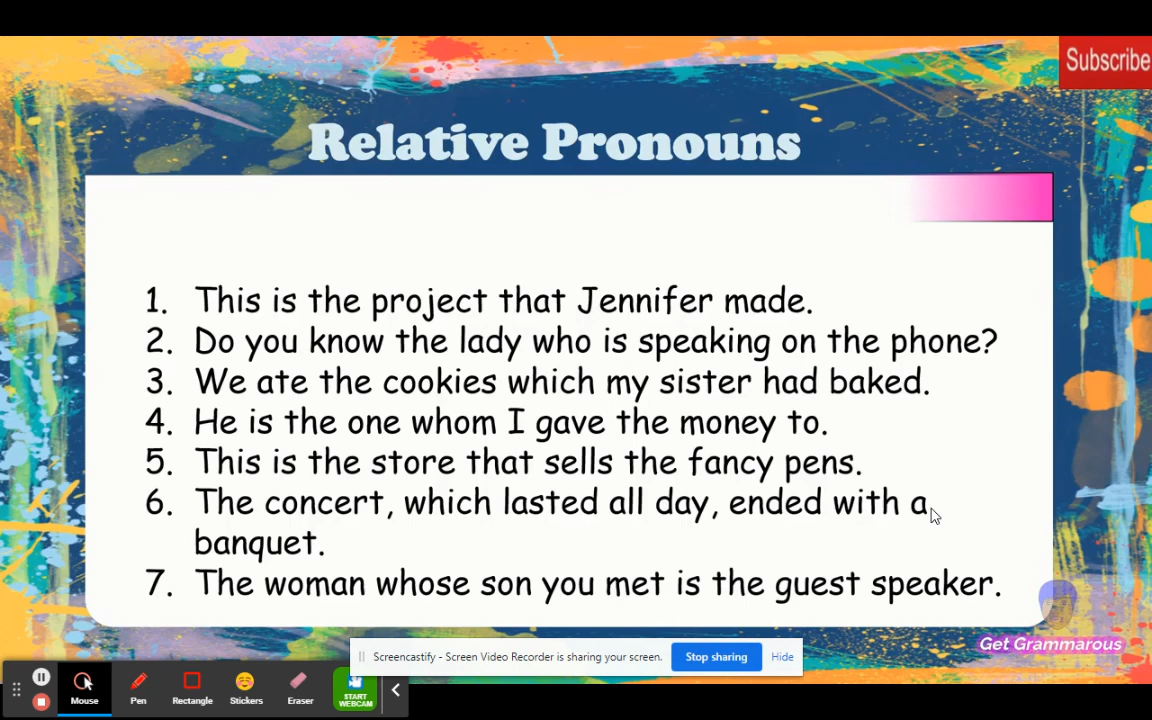 Subscribe
Relative Pronouns
1. This is the project that Jennifer made.
2. Do you know the lady who is speaking on the phone?
3. We ate the cookies which my sister had baked.
4. He is the one whom I gave the money to.
5. This is the store that sells the fancy pens.
6. The concert, which lasted all day, ended with a
banquet.
7. The woman whose son you met is the guest speaker.
Get Grammarous
Screencastify - Screen Video Recorder is sharing your screen. Stop sharing Hide
Mouse Pen Rectangle Stickers Eraser START
WEBCAM